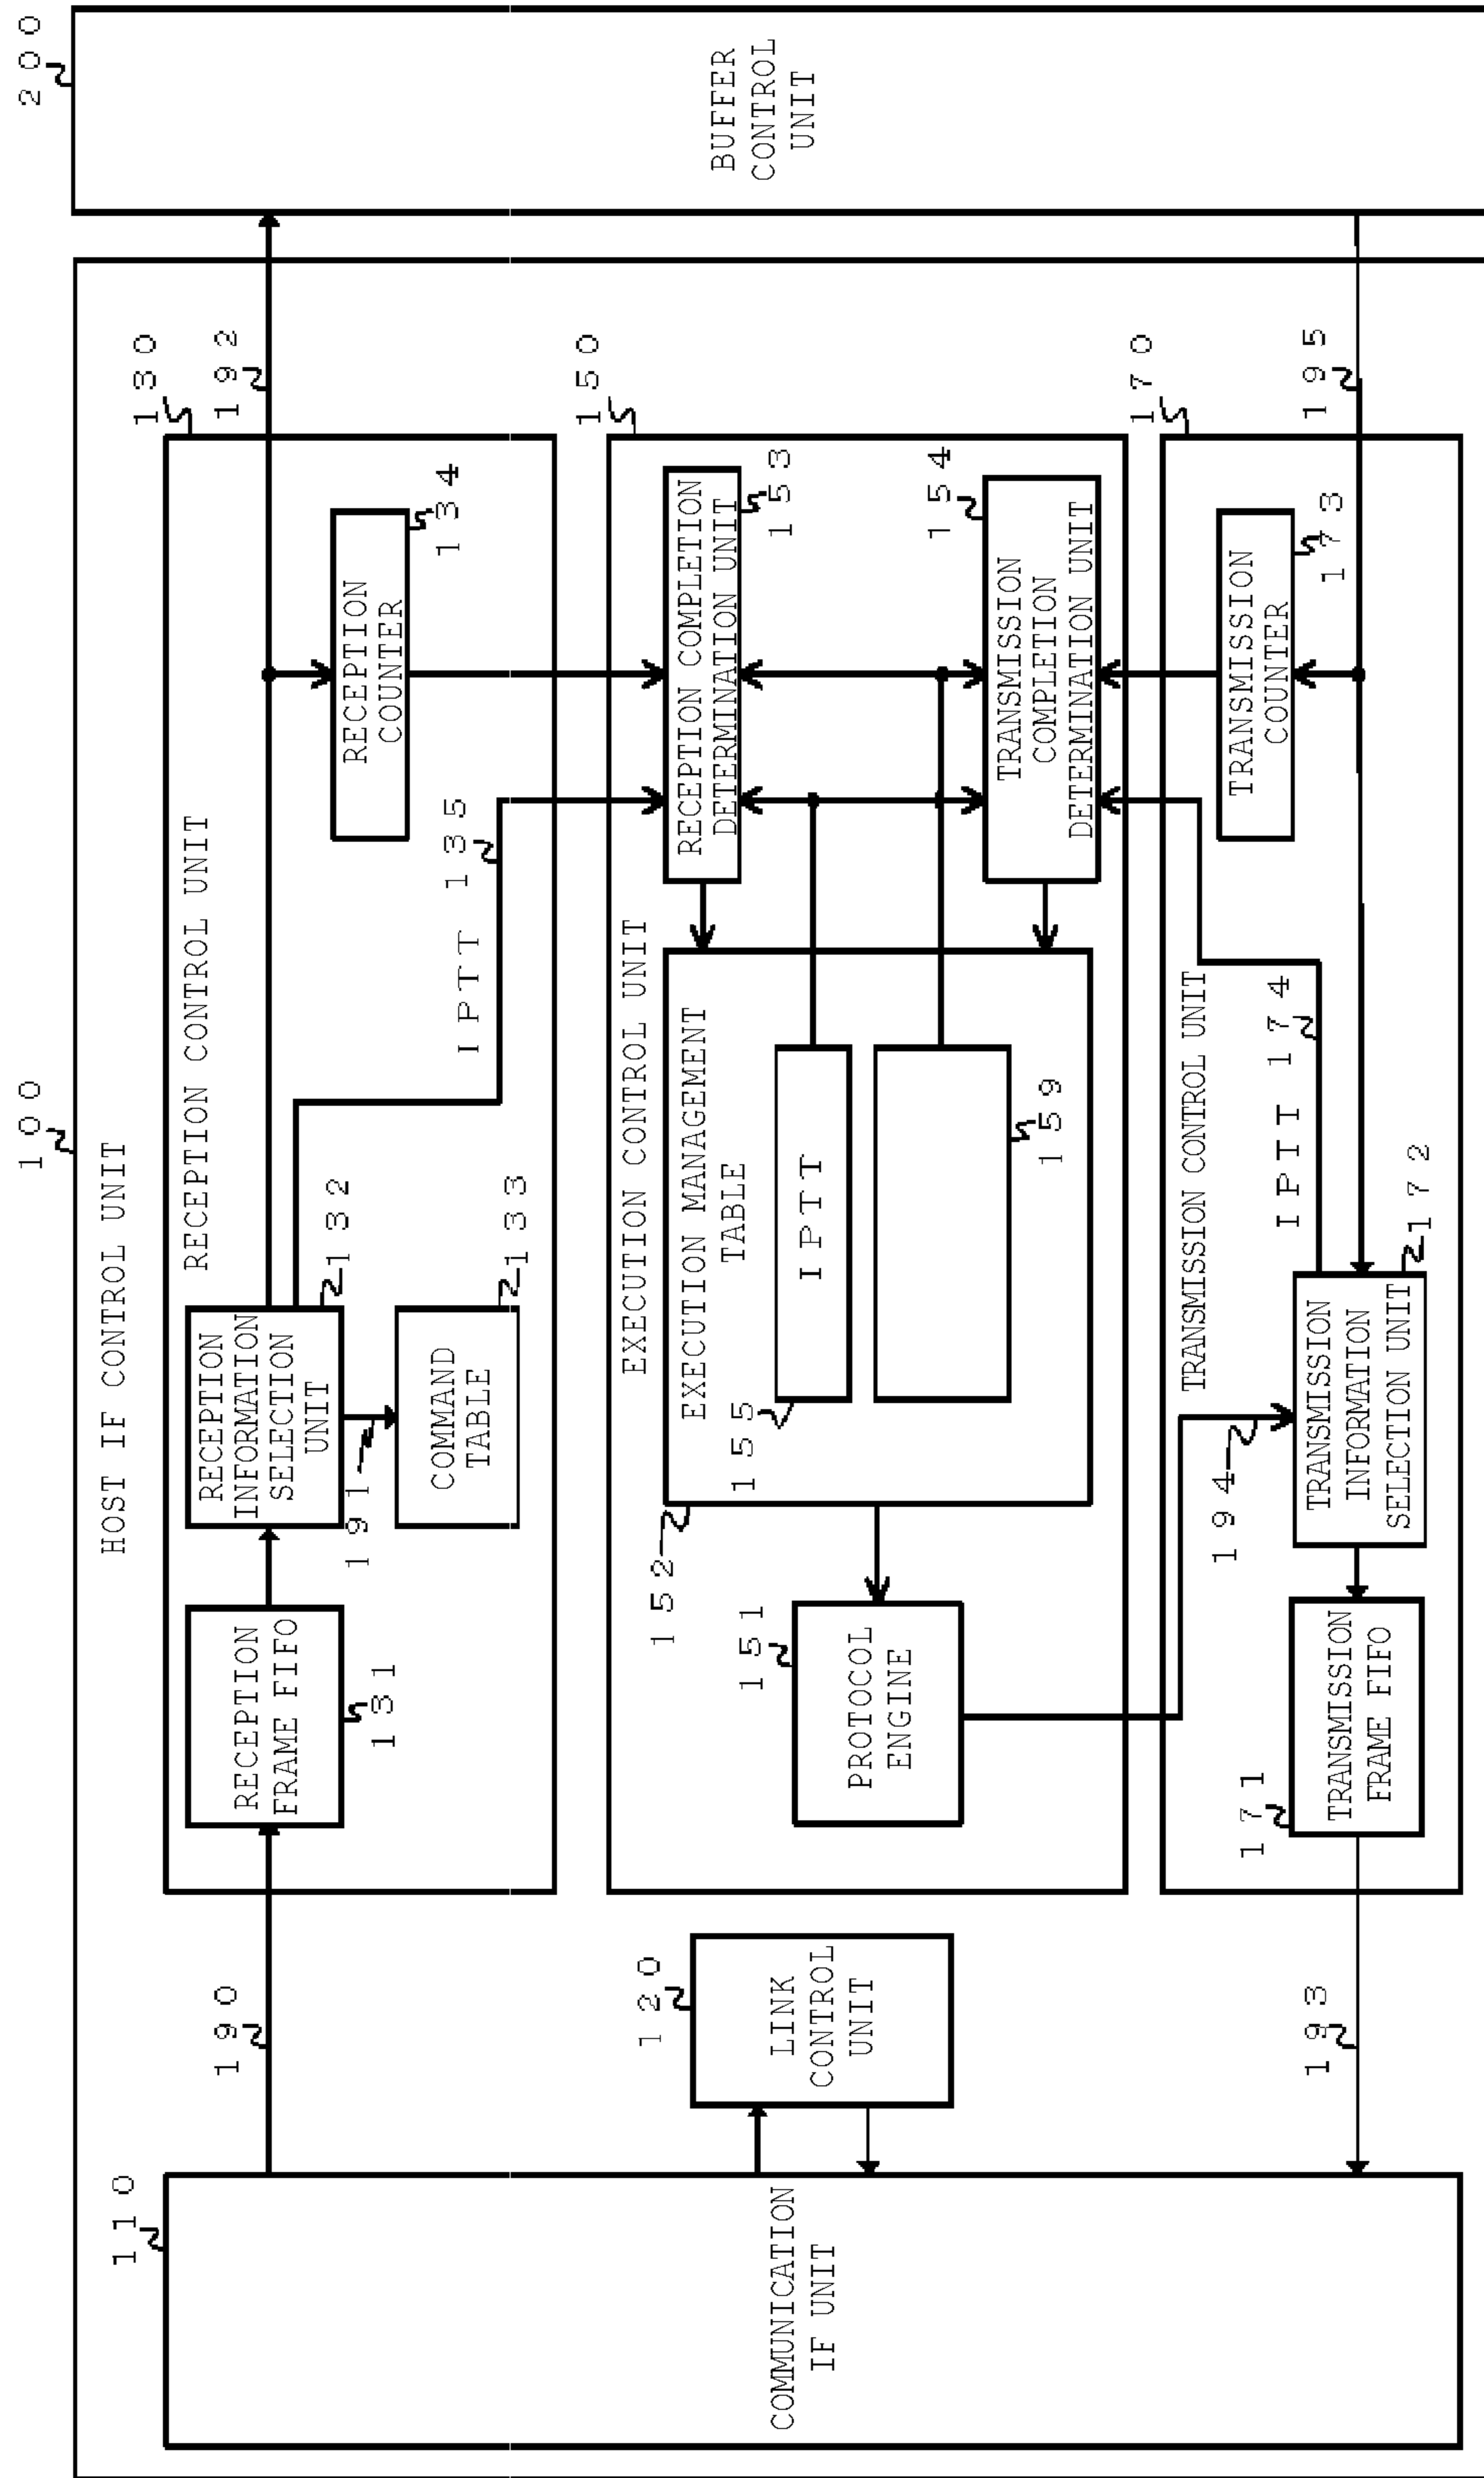 200
BUFFER
CONTROL
UNIT
100
HOST IF CONTROL UNIT
130
192
RECEPTION CONTROL UNIT
190
RECEPTION
FRAME FIFO
131
RECEPTION
INFORMATION
SELECTION
UNIT
132
191
COMMAND
TABLE
133
RECEPTION
COUNTER
134
IPTT 135
150
EXECUTION CONTROL UNIT
RECEPTION COMPLETION
DETERMINATION UNIT
153
154
TRANSMISSION
COMPLETION
DETERMINATION UNIT
EXECUTION MANAGEMENT
TABLE
152
155
IPTT
159
151
PROTOCOL
ENGINE
170
195
TRANSMISSION CONTROL UNIT
TRANSMISSION
COUNTER
173
IPTT 174
194
TRANSMISSION
INFORMATION
SELECTION UNIT
172
171
TRANSMISSION
FRAME FIFO
193
120
LINK
CONTROL
UNIT
110
COMMUNICATION
IF UNIT